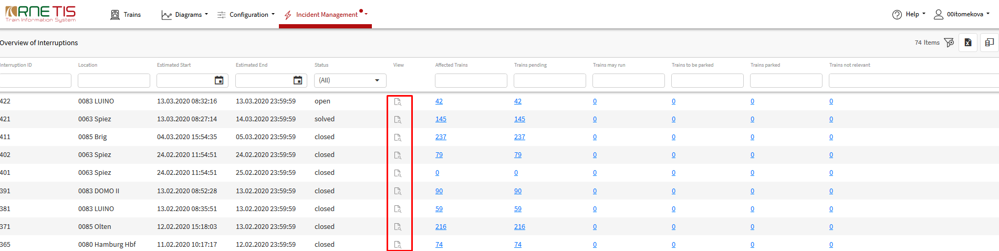 RNE TIS
Train Information System
Trains Diagrams Configuration Incident Management Help 00itomekova
Overview of Interruptions 74 Items
Interruption ID Location Estimated Start Estimated End Status View Affected Trains Trains pending Trains may run Trains to be parked Trains parked Trains not relevant
(All)
422 0083 LUINO 13.03.2020 08:32:16 13.03.2020 23:59:59 open 42 42 0 0 0 0
421 0063 Spiez 13.03.2020 08:27:14 14.03.2020 23:59:59 solved 145 145 0 0 0 0
411 0085 Brig 04.03.2020 15:54:35 05.03.2020 23:59:59 closed 237 237 0 0 0 0
402 0063 Spiez 24.02.2020 11:54:51 24.02.2020 23:59:59 closed 79 79 0 0 0 0
401 0063 Spiez 24.02.2020 11:54:51 25.02.2020 23:59:59 closed 0 0 0 0 0 0
391 0083 DOMO II 13.02.2020 08:52:28 13.02.2020 23:59:59 closed 90 90 0 0 0 0
381 0083 LUINO 13.02.2020 08:35:51 13.02.2020 23:59:59 closed 59 59 0 0 0 0
371 0085 Olten 12.02.2020 15:18:03 13.02.2020 23:59:59 closed 216 216 0 0 0 0
365 0080 Hamburg Hbf 11.02.2020 10:17:17 12.02.2020 23:59:59 closed 74 74 0 0 0 0